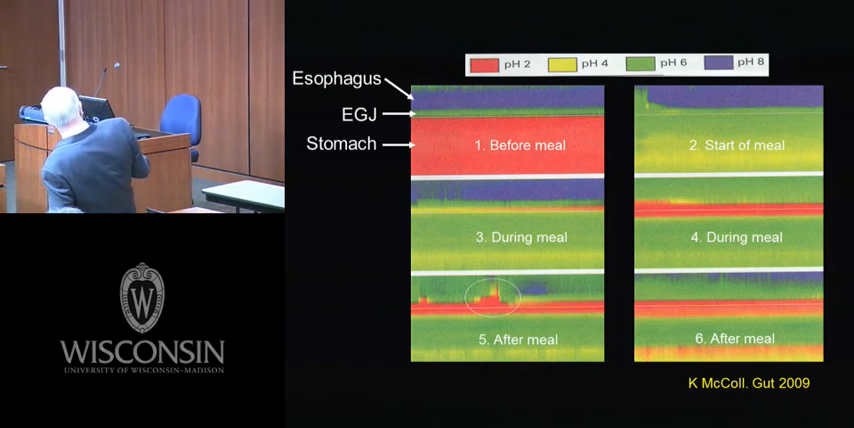 pH 2 pH 4 pH 6 pH 8
Esophagus
EGJ
Stomach
1. Before meal
2. Start of meal
3. During meal
4. During meal
5. After meal
6. After meal
K McColl. Gut 2009
W
WISCONSIN
UNIVERSITY OF WISCONSIN–MADISON